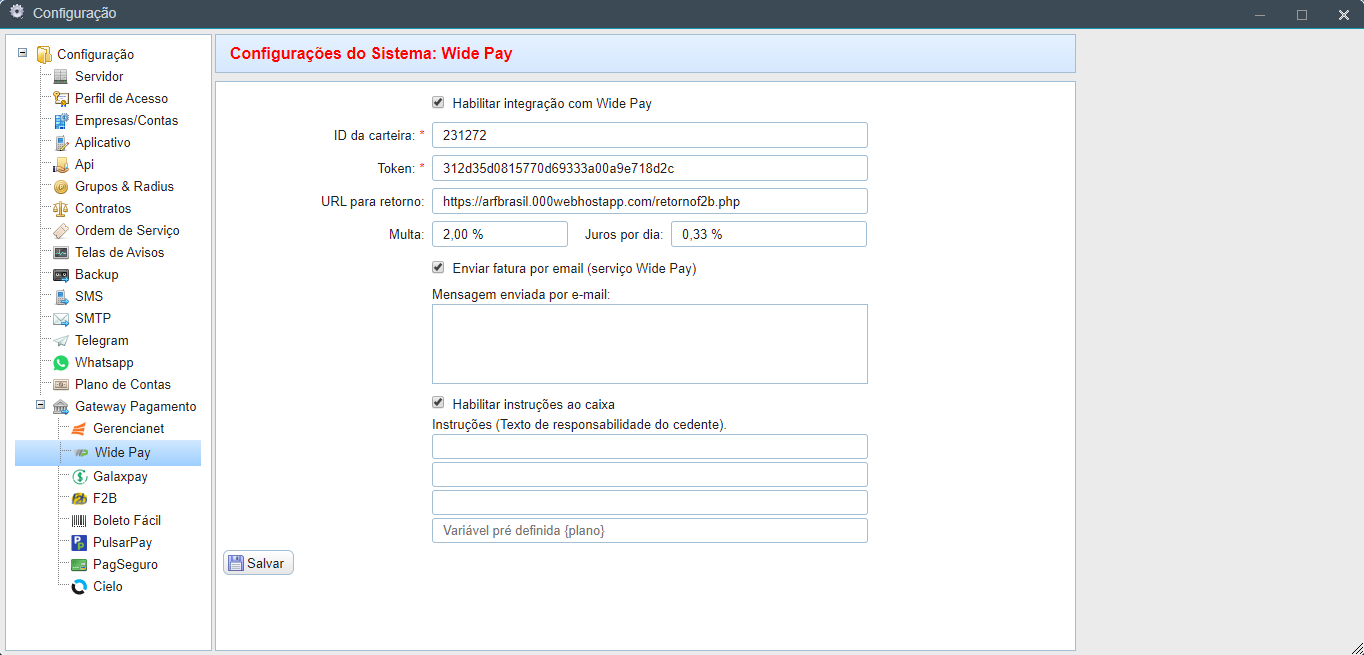 Configuração
Configuração
Servidor
Perfil de Acesso
Empresas/Contas
Aplicativo
Api
Grupos & Radius
Contratos
Ordem de Serviço
Telas de Avisos
Backup
SMS
SMTP
Telegram
Whatsapp
Plano de Contas
Gateway Pagamento
Gerencianet
Wide Pay
Galaxpay
F2B
Boleto Fácil
PulsarPay
PagSeguro
Cielo
Configurações do Sistema: Wide Pay
Habilitar integração com Wide Pay
ID da carteira: * 231272
Token: * 312d35d0815770d69333a00a9e718d2c
URL para retorno: https://arfbrasil.000webhostapp.com/retornof2b.php
Multa: 2,00 % Juros por dia: 0,33 %
Enviar fatura por email (serviço Wide Pay)
Mensagem enviada por e-mail:
Habilitar instruções ao caixa
Instruções (Texto de responsabilidade do cedente).
Variável pré definida {plano}
Salvar